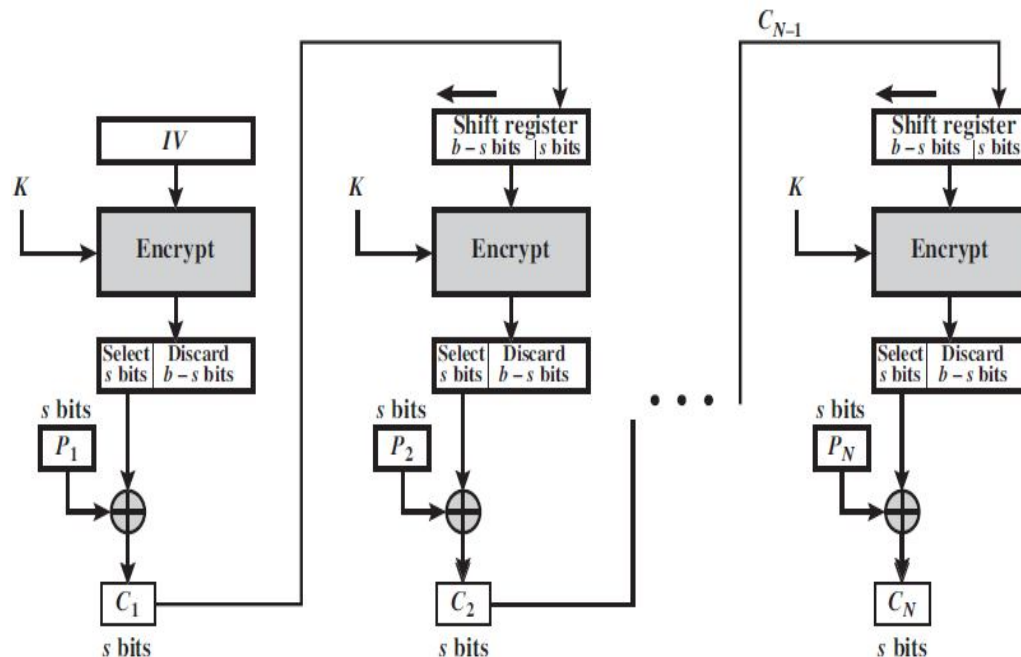 C_{N-1}
IV
K
Encrypt
Select s bits | Discard b − s bits
s bits
P_1
C_1
s bits
Shift register
b − s bits | s bits
K
Encrypt
Select s bits | Discard b − s bits
s bits
P_2
C_2
s bits
• • •
Shift register
b − s bits | s bits
K
Encrypt
Select s bits | Discard b − s bits
s bits
P_N
C_N
s bits